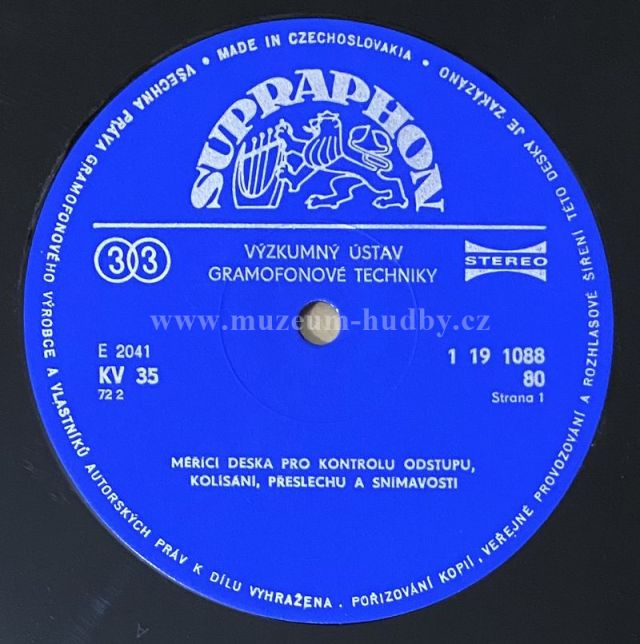 VŠECHNA PRÁVA GRAMOFONOVÉHO VÝROBCE A VLASTNÍKŮ AUTORSKÝCH PRÁV K DÍLU VYHRAŽENA . POŘIZOVÁNÍ KOPIÍ , VEŘEJNÉ PROVOZOVÁNÍ A ROZHLASOVÉ ŠÍŘENÍ TÉTO DESKY JE ZAKÁZÁNO
• MADE IN CZECHOSLOVAKIA •
SUPRAPHON
33
VÝZKUMNÝ ÚSTAV
GRAMOFONOVÉ TECHNIKY
STEREO
www.muzeum-hudby.cz
E 2041
KV 35
72 2
1 19 1088
80
Strana 1
MĚŘÍCÍ DESKA PRO KONTROLU ODSTUPU,
KOLÍSÁNÍ, PŘESLECHU A SNÍMAVOSTI